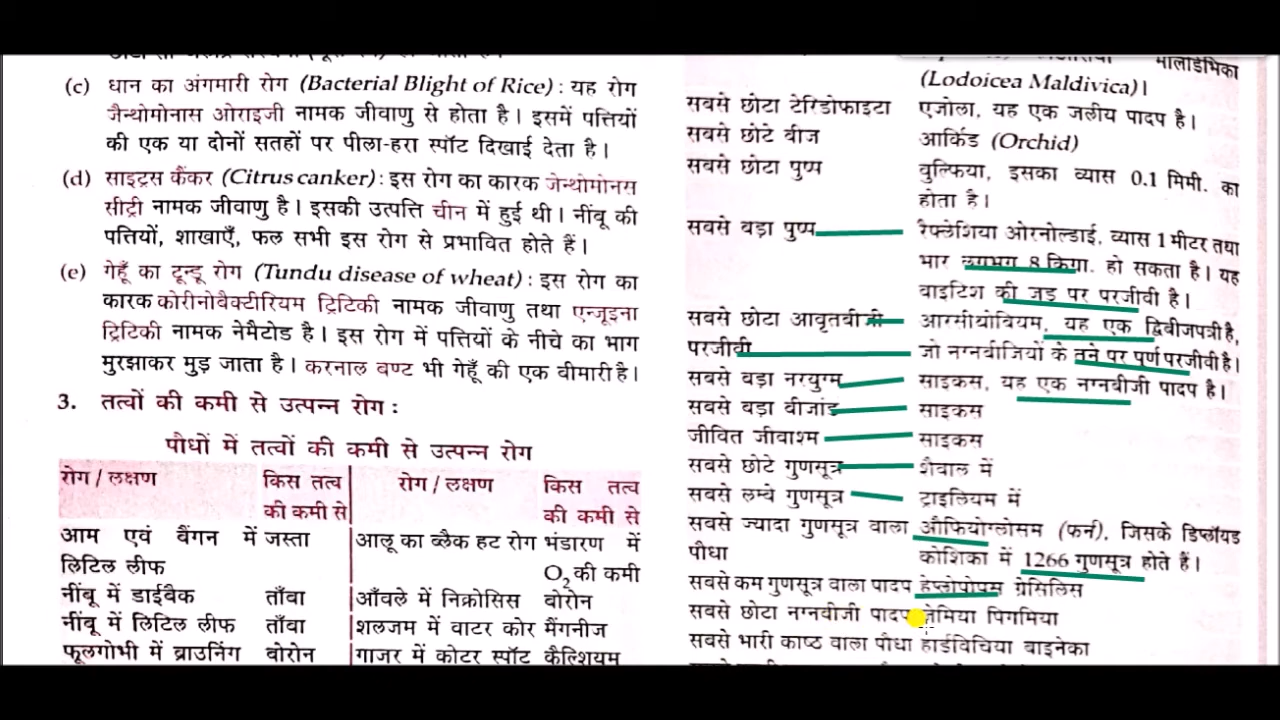 (c) धान का अंगमारी रोग (Bacterial Blight of Rice) : यह रोग
जैन्थोमोनास ओराइजी नामक जीवाणु से होता है। इसमें पत्तियों
की एक या दोनों सतहों पर पीला-हरा स्पॉट दिखाई देता है।
(d) साइट्रस कैंकर (Citrus canker) : इस रोग का कारक जेन्थोमोनस
सीट्री नामक जीवाणु है। इसकी उत्पत्ति चीन में हुई थी। नींबू की
पत्तियाँ, शाखाएँ, फल सभी इस रोग से प्रभावित होते हैं।
(e) गेहूँ का टून्डू रोग (Tundu disease of wheat) : इस रोग का
कारक कोरीनोबैक्टीरियम ट्रिटिकी नामक जीवाणु तथा एन्जूइना
ट्रिटिकी नामक नेमैटोड है। इस रोग में पत्तियों के नीचे का भाग
मुरझाकर मुड़ जाता है। करनाल बण्ट भी गेहूँ की एक बीमारी है।
3. तत्वों की कमी से उत्पन्न रोग :
पौधों में तत्वों की कमी से उत्पन्न रोग
रोग / लक्षण किस तत्व रोग / लक्षण किस तत्व
की कमी से की कमी से
आम एवं बैंगन में जस्ता आलू का ब्लैक हट रोग भंडारण में
लिटिल लीफ O₂ की कमी
नींबू में डाईबैक ताँबा आँवले में निक्रोसिस बोरोन
नींबू में लिटिल लीफ ताँबा शलजम में वाटर कोर मैंगनीज
फूलगोभी में ब्राउनिंग बोरोन गाजर में कोटर स्पॉट कैल्शियम
मालडिभिका
(Lodoicea Maldivica)।
सबसे छोटा टेरिडोफाइटा एजोला, यह एक जलीय पादप है।
सबसे छोटे बीज आर्किड (Orchid)
सबसे छोटा पुष्प वुल्फिया, इसका व्यास 0.1 मिमी. का
होता है।
सबसे बड़ा पुष्प रैफ्लेशिया ओरनोल्डाई, व्यास 1 मीटर तथा
भार लगभग 8 किग्रा. हो सकता है। यह
वाइटिश की जड़ पर परजीवी है।
सबसे छोटा आवृतबीजी आरसीथोबियम, यह एक द्विबीजपत्री है,
परजीवी जो नग्नबीजियों के तने पर पूर्ण परजीवी है।
सबसे बड़ा नरयुग्म साइकस, यह एक नग्नबीजी पादप है।
सबसे बड़ा बीजांड साइकस
जीवित जीवाश्म साइकस
सबसे छोटे गुणसूत्र शैवाल में
सबसे लम्बे गुणसूत्र ट्राइलियम में
सबसे ज्यादा गुणसूत्र वाला औफियोग्लोसम (फर्न), जिसके डिप्लॉयड
पौधा कोशिका में 1266 गुणसूत्र होते हैं।
सबसे कम गुणसूत्र वाला पादप हेप्लोपोपस ग्रेसिलिस
सबसे छोटा नग्नबीजी पादप जेमिया पिगमिया
सबसे भारी काष्ठ वाला पौधा हार्डविचिया बाइनेका